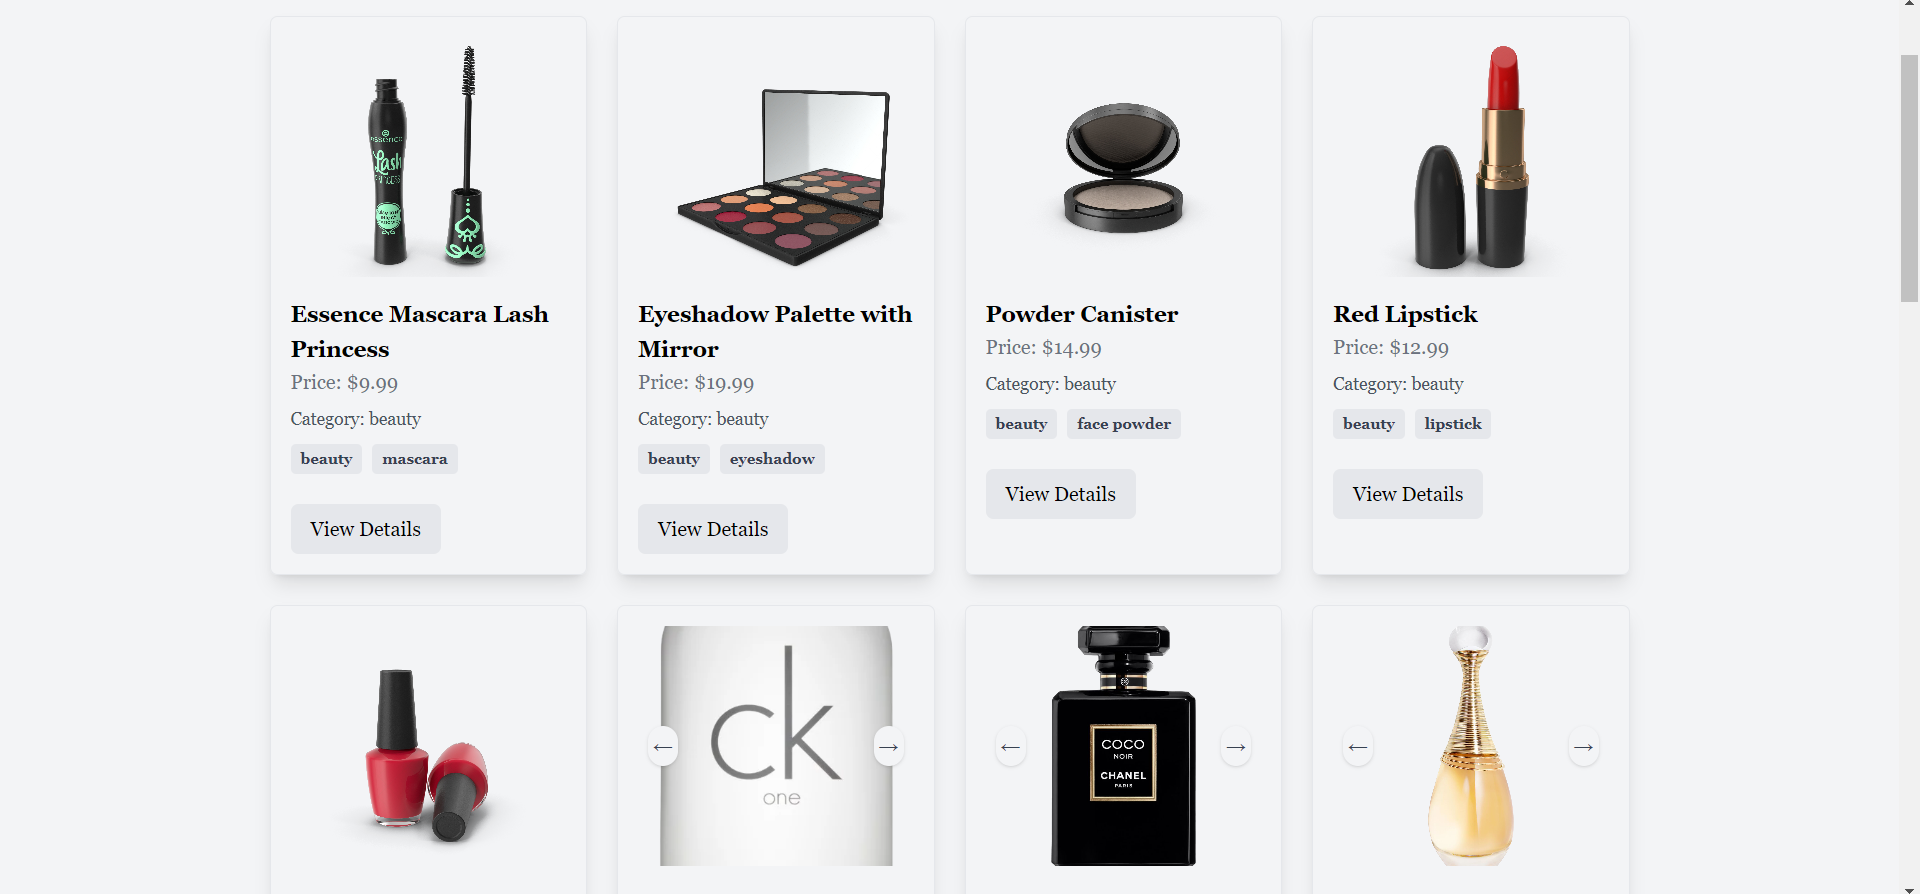 essence
Lash
PRINCESS
Essence Mascara Lash
Princess
Price: $9.99
Category: beauty
beauty mascara
View Details
Eyeshadow Palette with
Mirror
Price: $19.99
Category: beauty
beauty eyeshadow
View Details
Powder Canister
Price: $14.99
Category: beauty
beauty face powder
View Details
Red Lipstick
Price: $12.99
Category: beauty
beauty lipstick
View Details
ck
one
← →
COCO
NOIR
CHANEL
PARIS
← →
← →